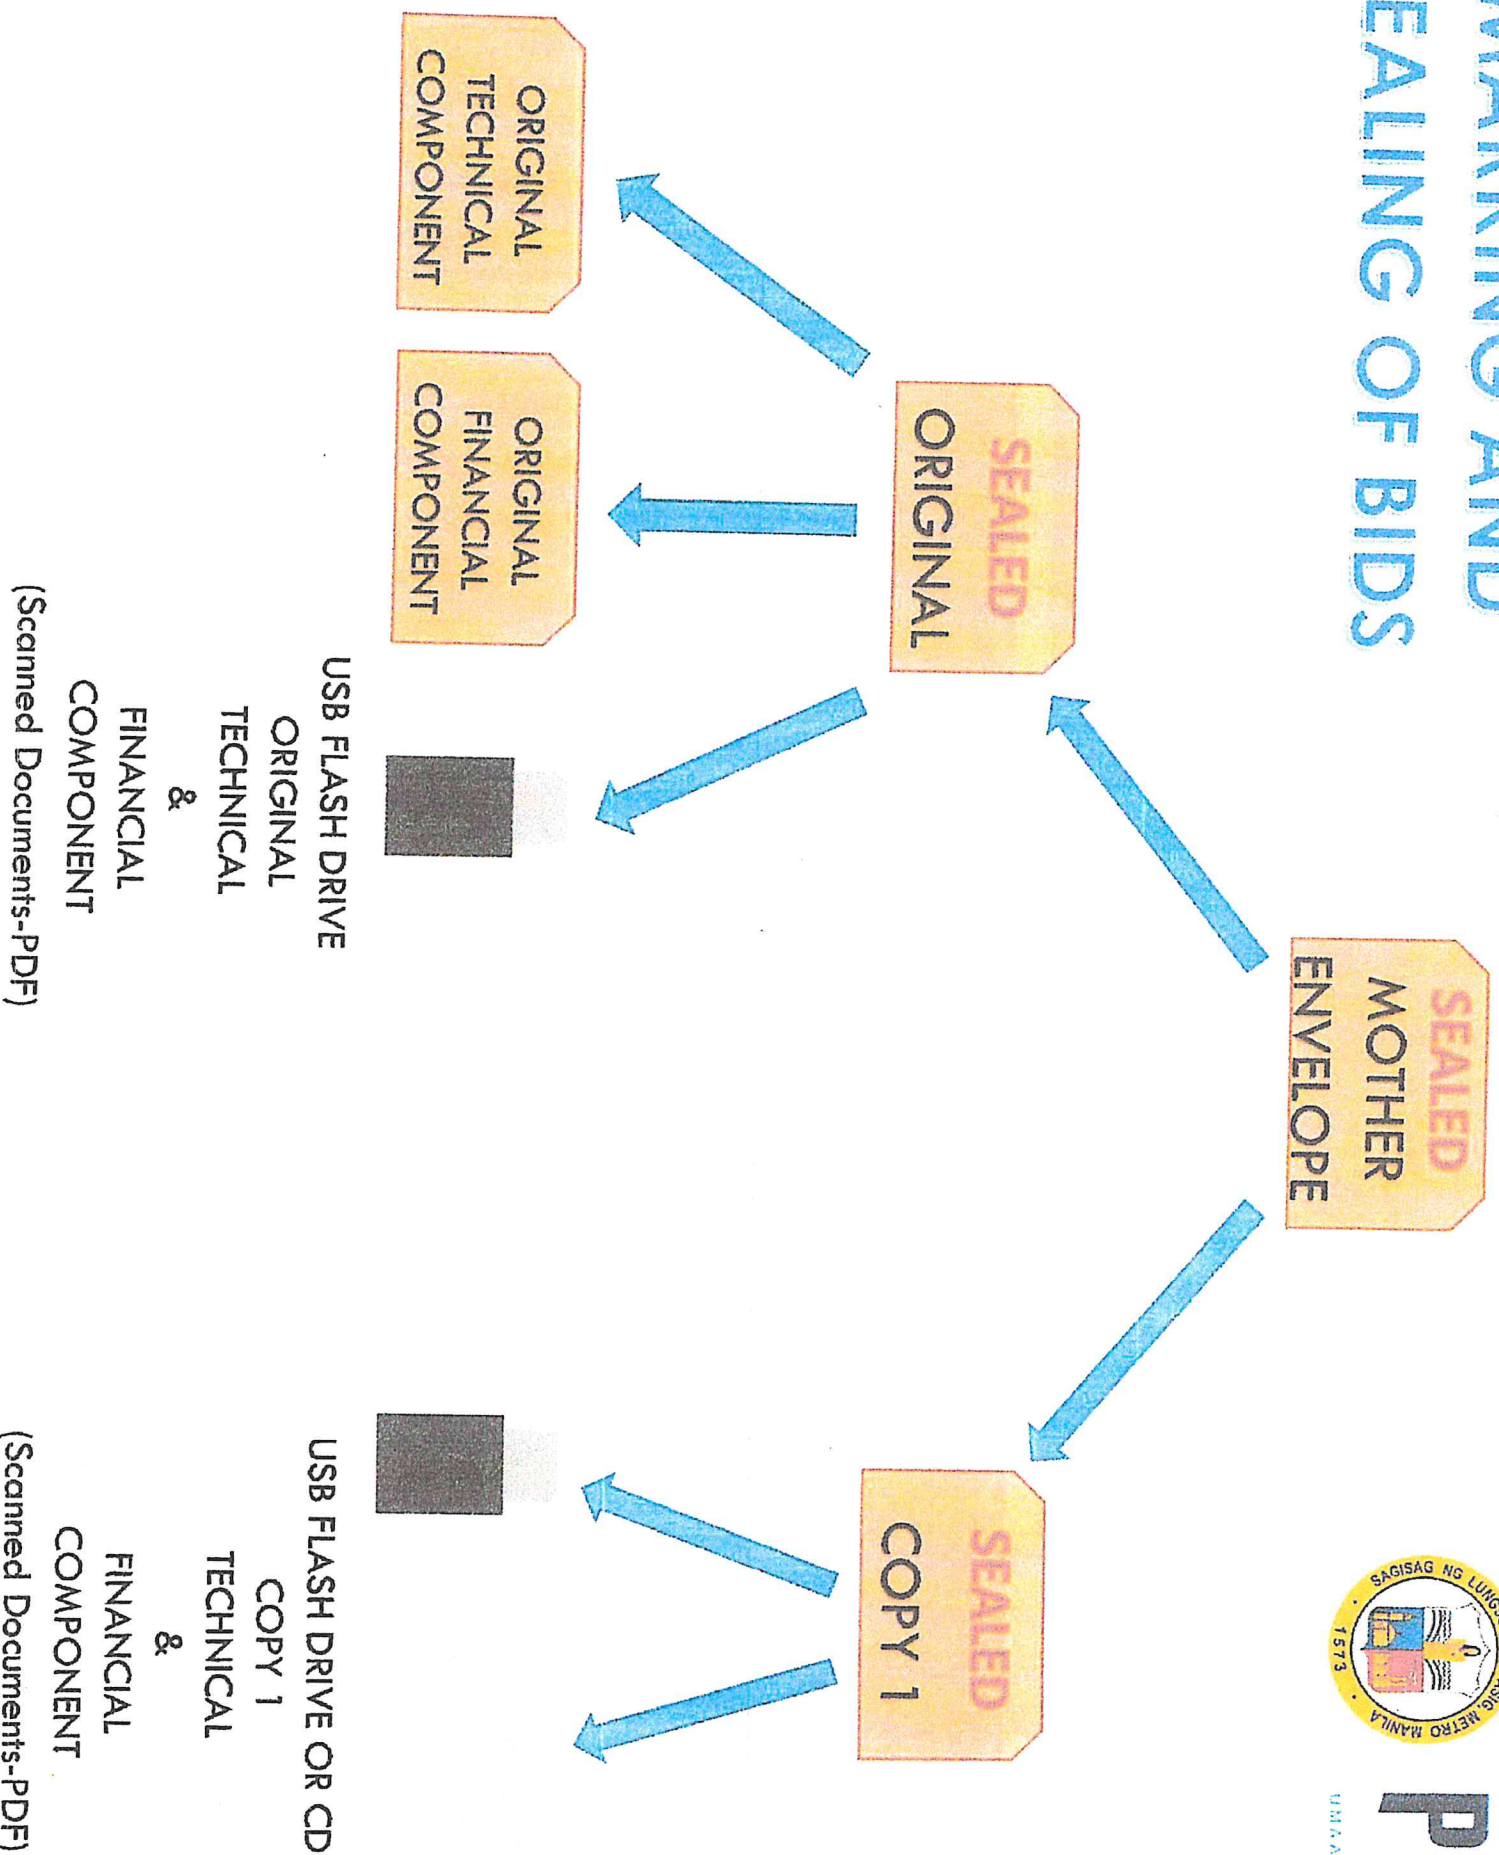 MARKING AND
EALING OF BIDS
SAGISAG NG
METRO MANILA
1573
P
SEALED
MOTHER
ENVELOPE
SEALED
ORIGINAL
SEALED
COPY 1
ORIGINAL
TECHNICAL
COMPONENT
ORIGINAL
FINANCIAL
COMPONENT
USB FLASH DRIVE
ORIGINAL
TECHNICAL
&
FINANCIAL
COMPONENT
(Scanned Documents-PDF)
USB FLASH DRIVE OR CD
COPY 1
TECHNICAL
&
FINANCIAL
COMPONENT
(Scanned Documents-PDF)